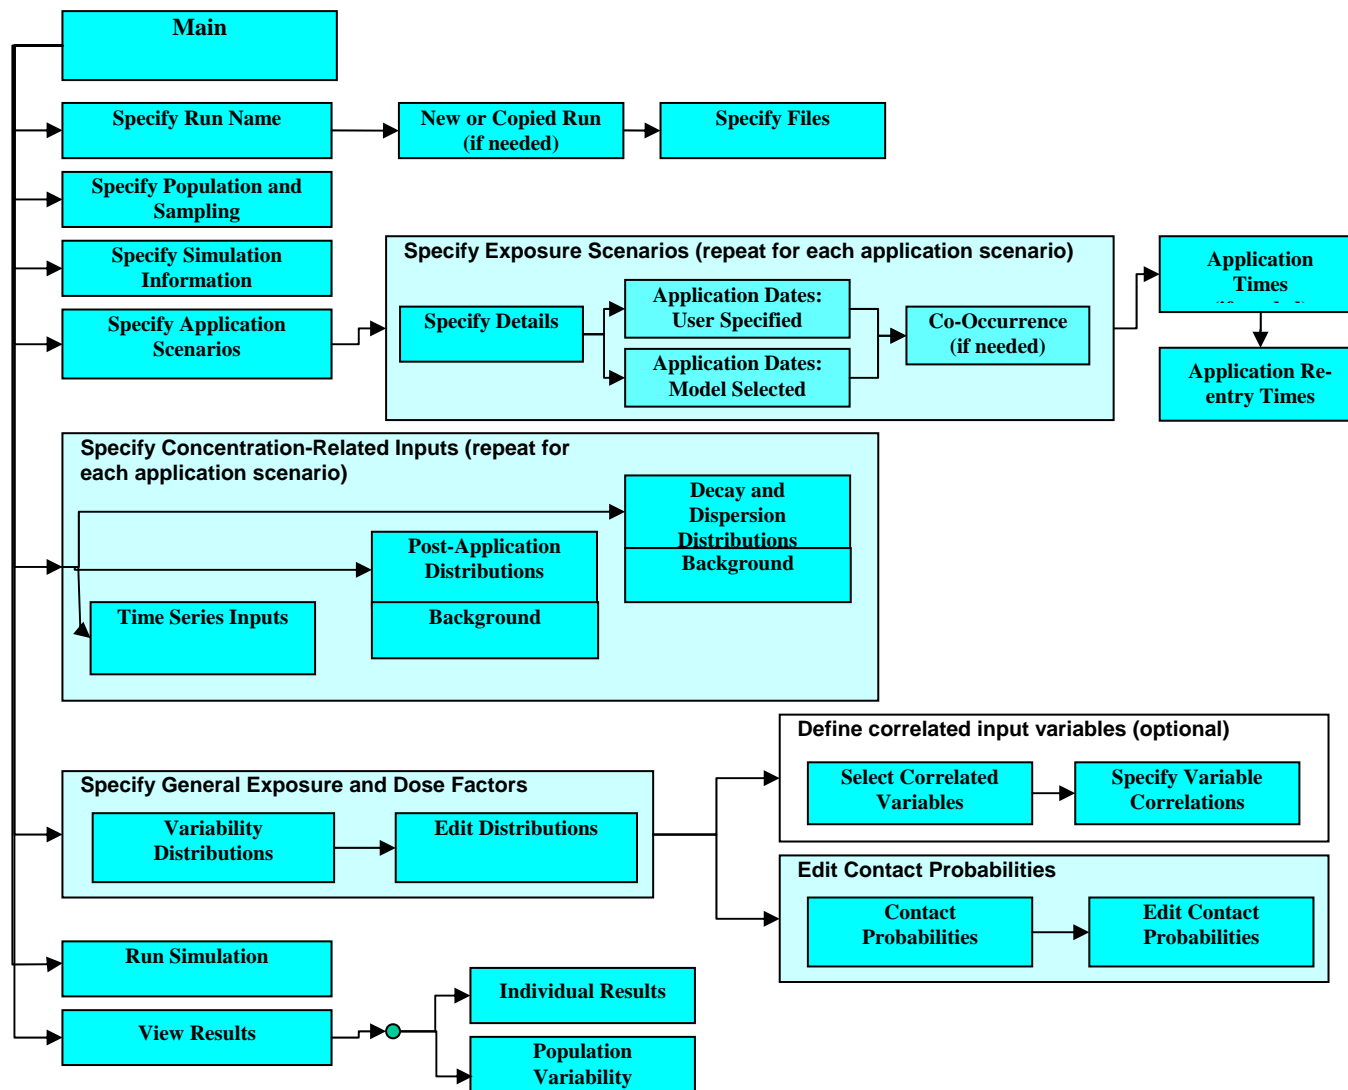 Main
Specify Run Name
New or Copied Run
(if needed)
Specify Files
Specify Population and
Sampling
Specify Simulation
Information
Specify Application
Scenarios
Specify Exposure Scenarios (repeat for each application scenario)
Specify Details
Application Dates:
User Specified
Application Dates:
Model Selected
Co-Occurrence
(if needed)
Application
Times
Application Re-
entry Times
Specify Concentration-Related Inputs (repeat for
each application scenario)
Decay and
Dispersion
Distributions
Background
Post-Application
Distributions
Background
Time Series Inputs
Define correlated input variables (optional)
Select Correlated
Variables
Specify Variable
Correlations
Specify General Exposure and Dose Factors
Variability
Distributions
Edit Distributions
Edit Contact Probabilities
Contact
Probabilities
Edit Contact
Probabilities
Run Simulation
View Results
Individual Results
Population
Variability